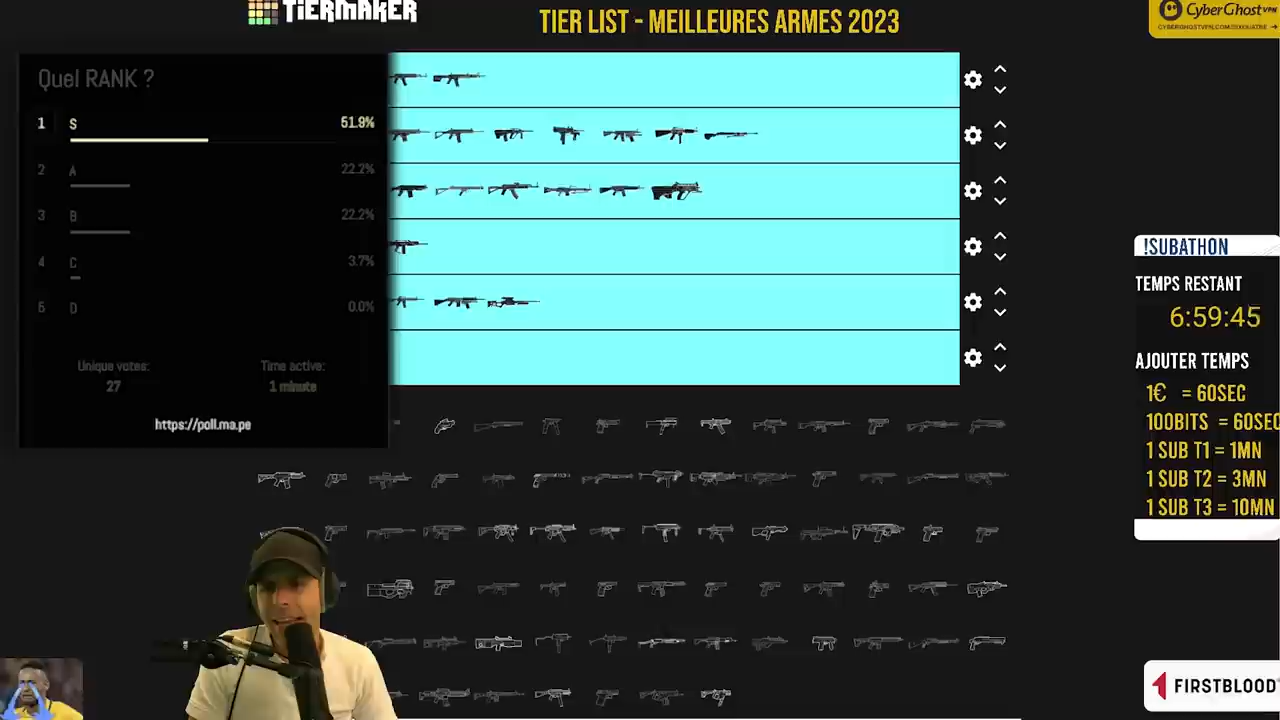 TIERMAKER
TIER LIST - MEILLEURES ARMES 2023
CyberGhost VPN
Quel RANK ?
1 S 51.9%
2 A 22.2%
3 B 22.2%
4 C 3.7%
5 D 0.0%
Unique votes: Time active:
27 1 minute
https://poll.ma.pe
!SUBATHON
TEMPS RESTANT
6:59:45
AJOUTER TEMPS
1€ = 60SEC
100BITS = 60SEC
1 SUB T1 = 1MN
1 SUB T2 = 3MN
1 SUB T3 = 10MN
FIRSTBLOOD